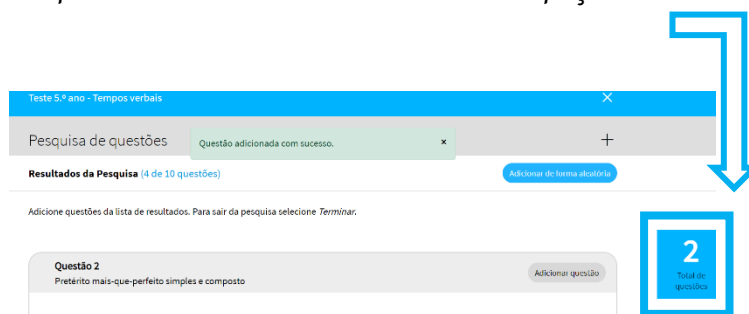 Teste 5.º ano - Tempos verbais
Pesquisa de questões
Questão adicionada com sucesso.
×
Resultados da Pesquisa (4 de 10 questões)
Adicionar de forma aleatória
Adicione questões da lista de resultados. Para sair da pesquisa selecione Terminar.
Questão 2
Pretérito mais-que-perfeito simples e composto
Adicionar questão
2
Total de
questões